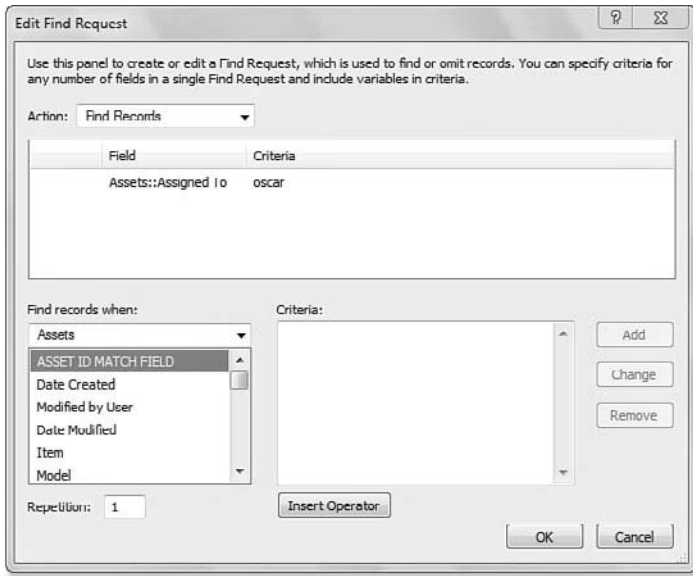 Edit Find Request
Use this panel to create or edit a Find Request, which is used to find or omit records. You can specify criteria for
any number of fields in a single Find Request and include variables in criteria.
Action: Find Records
Field Criteria
Assets::Assigned To oscar
Find records when: Criteria:
Assets
ASSET ID MATCH FIELD
Date Created
Modified by User
Date Modified
Item
Model
Add
Change
Remove
Repetition: 1
Insert Operator
OK Cancel